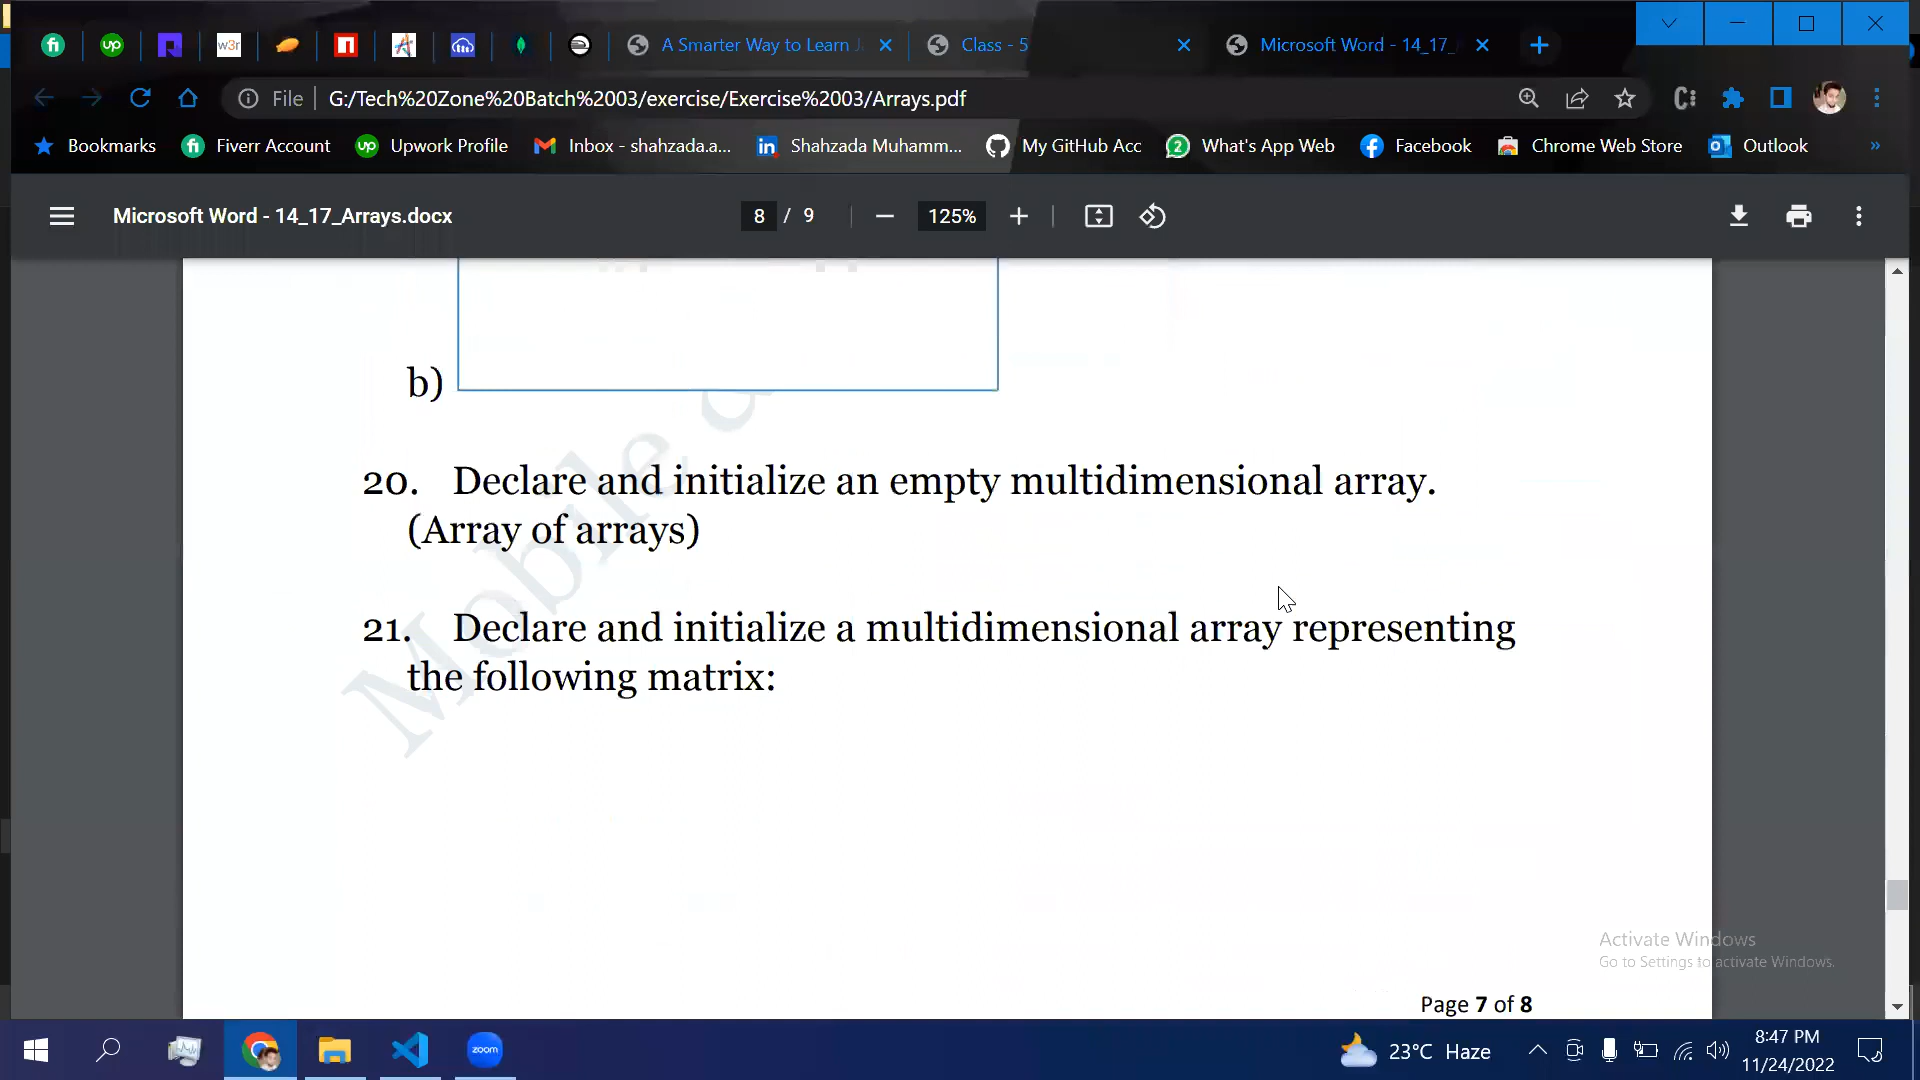 A Smarter Way to Learn J
Class - 5
Microsoft Word - 14_17_
File
G:/Tech%20Zone%20Batch%2003/exercise/Exercise%2003/Arrays.pdf
Bookmarks
Fiverr Account
Upwork Profile
Inbox - shahzada.a...
Shahzada Muhamm...
My GitHub Acc
What's App Web
Facebook
Chrome Web Store
Outlook
»
Microsoft Word - 14_17_Arrays.docx
8 / 9
125%
b)
20. Declare and initialize an empty multidimensional array.
(Array of arrays)
21. Declare and initialize a multidimensional array representing
the following matrix:
Mobile a
Activate Windows
Go to Settings to activate Windows.
Page 7 of 8
zoom
23°C Haze
8:47 PM
11/24/2022